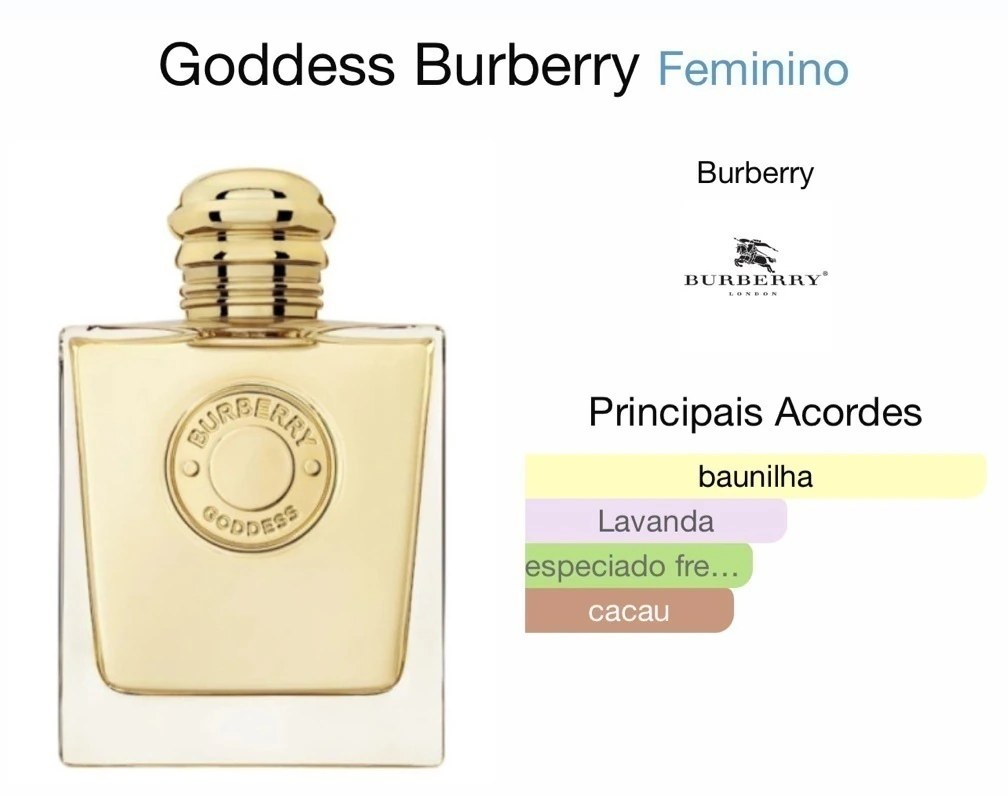 Goddess Burberry Feminino
Burberry
BURBERRY®
LONDON
BURBERRY
GODDESS
Principais Acordes
baunilha
Lavanda
especiado fre...
cacau